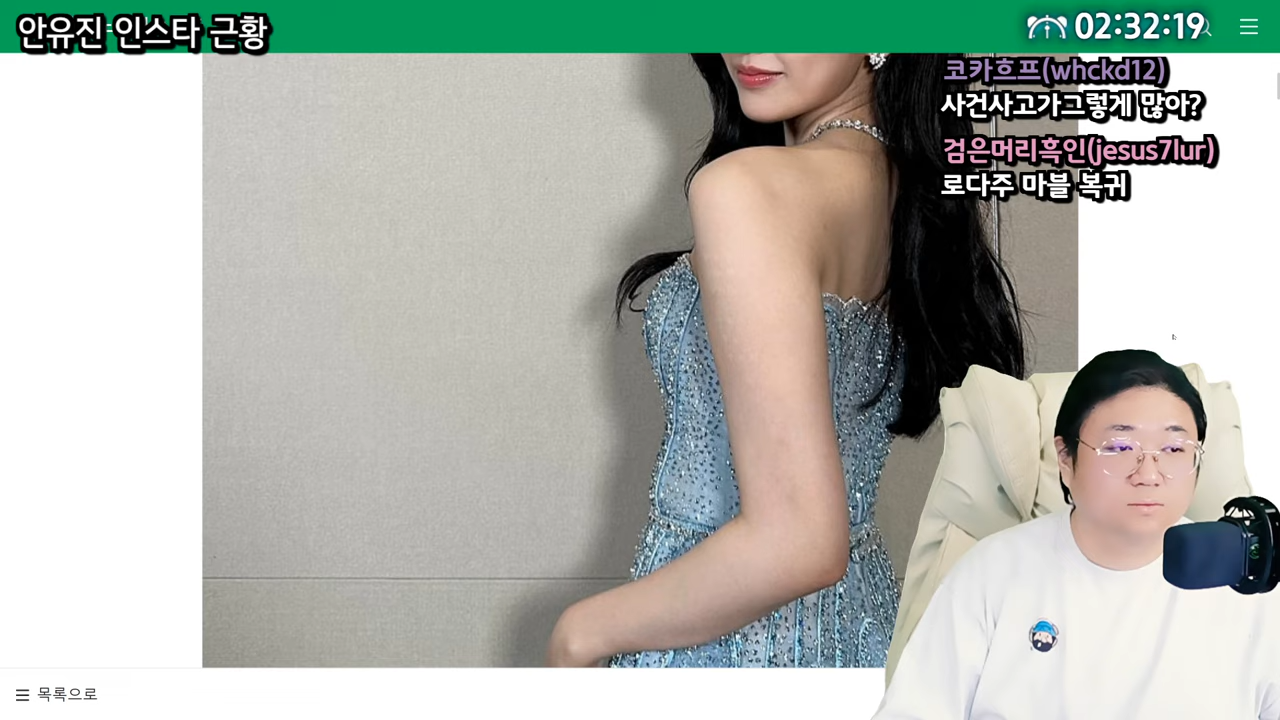 안유진 인스타 근황
02:32:19
코카흐프(whckd12)
사건사고가그렇게 많아?
검은머리흑인(jesus7lur)
로다주 마블 복귀
목록으로